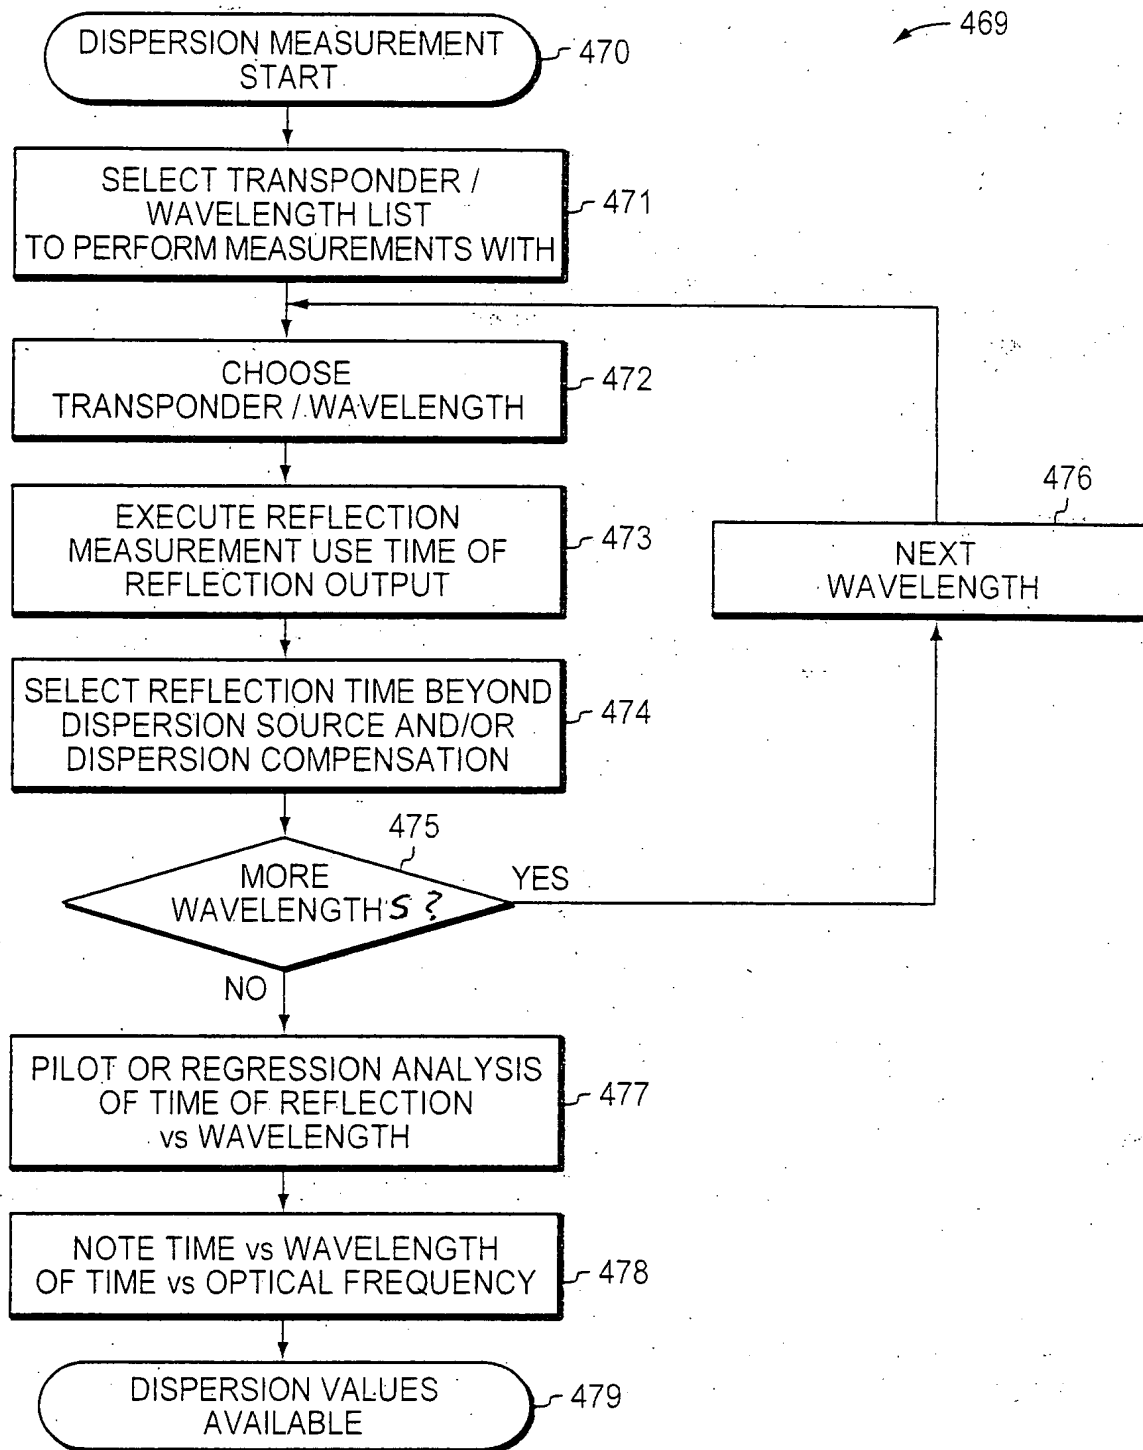 469
DISPERSION MEASUREMENT
START
470
SELECT TRANSPONDER /
WAVELENGTH LIST
TO PERFORM MEASUREMENTS WITH
471
CHOOSE
TRANSPONDER / WAVELENGTH
472
EXECUTE REFLECTION
MEASUREMENT USE TIME OF
REFLECTION OUTPUT
473
476
NEXT
WAVELENGTH
SELECT REFLECTION TIME BEYOND
DISPERSION SOURCE AND/OR
DISPERSION COMPENSATION
474
475
MORE
WAVELENGTH'S ?
YES
NO
PILOT OR REGRESSION ANALYSIS
OF TIME OF REFLECTION
vs WAVELENGTH
477
NOTE TIME vs WAVELENGTH
OF TIME vs OPTICAL FREQUENCY
478
DISPERSION VALUES
AVAILABLE
479